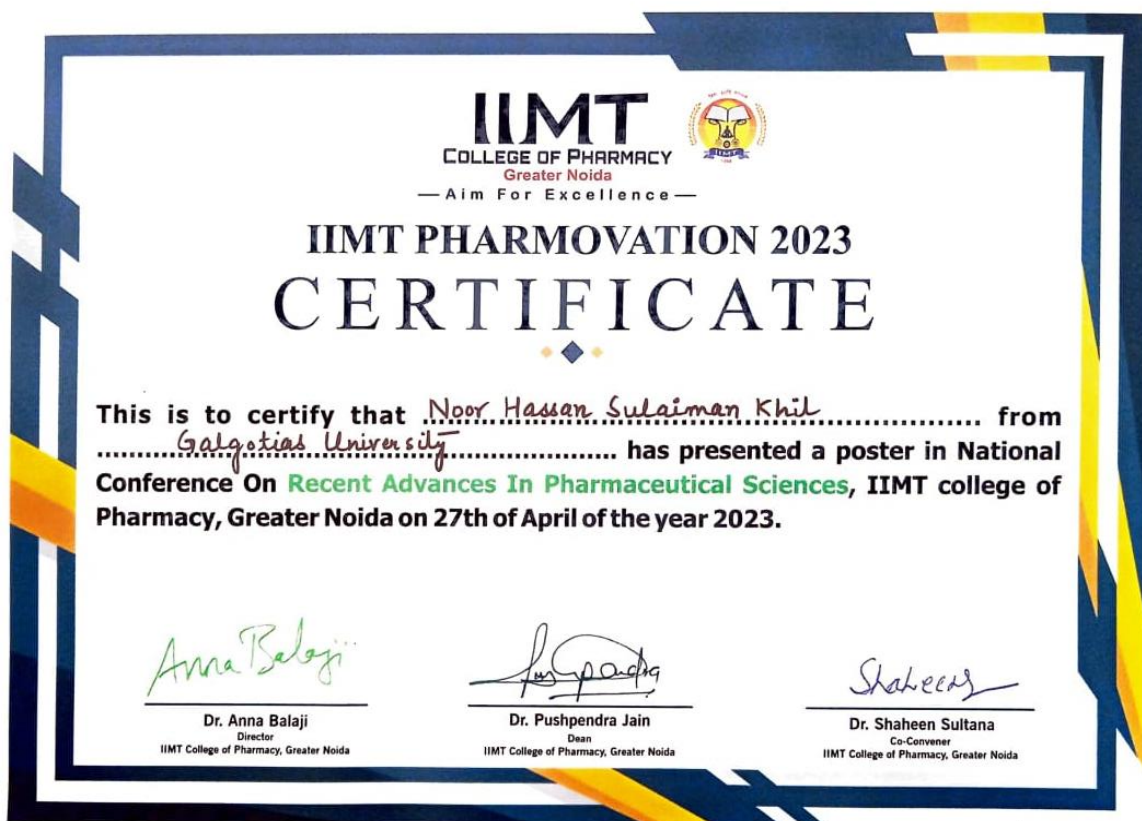 IIMT
COLLEGE OF PHARMACY
Greater Noida
—Aim For Excellence—
IIMT
IIMT PHARMOVATION 2023
CERTIFICATE
This is to certify that Noor Hassan Sulaiman Khil from
Galgotias University has presented a poster in National
Conference On Recent Advances In Pharmaceutical Sciences, IIMT college of
Pharmacy, Greater Noida on 27th of April of the year 2023.
Anna Balaji
Pushpendra
Shaheen
Dr. Anna Balaji
Director
IIMT College of Pharmacy, Greater Noida
Dr. Pushpendra Jain
Dean
IIMT College of Pharmacy, Greater Noida
Dr. Shaheen Sultana
Co-Convener
IIMT College of Pharmacy, Greater Noida